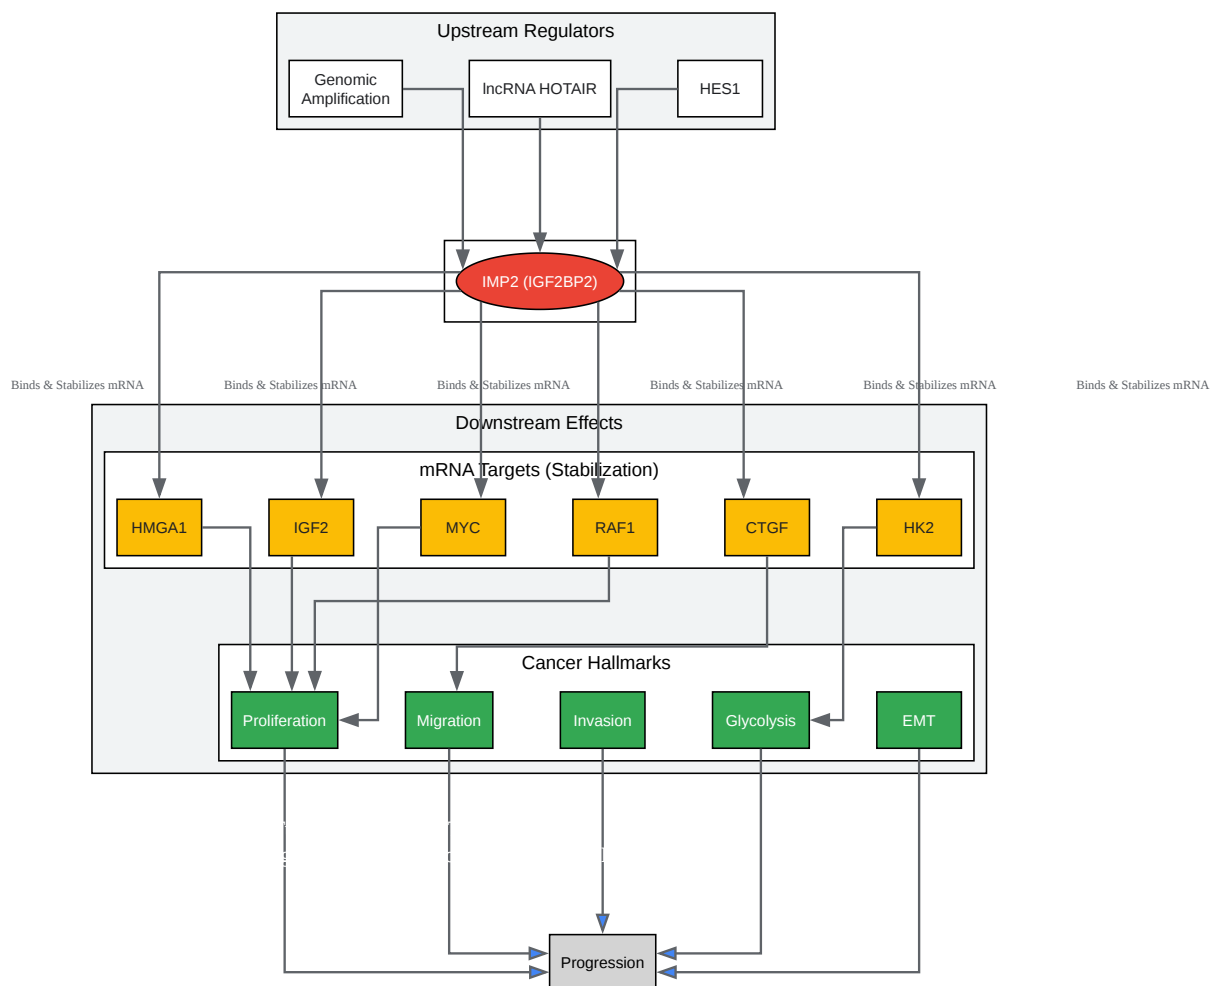 Upstream Regulators
Genomic
Amplification
lncRNA HOTAIR
HES1
IMP2 (IGF2BP2)
Binds & Stabilizes mRNA
Binds & Stabilizes mRNA
Binds & Stabilizes mRNA
Binds & Stabilizes mRNA
Binds & Stabilizes mRNA
Binds & Stabilizes mRNA
Downstream Effects
mRNA Targets (Stabilization)
HMGA1
IGF2
MYC
RAF1
CTGF
HK2
Cancer Hallmarks
Proliferation
Migration
Invasion
Glycolysis
EMT
Progression